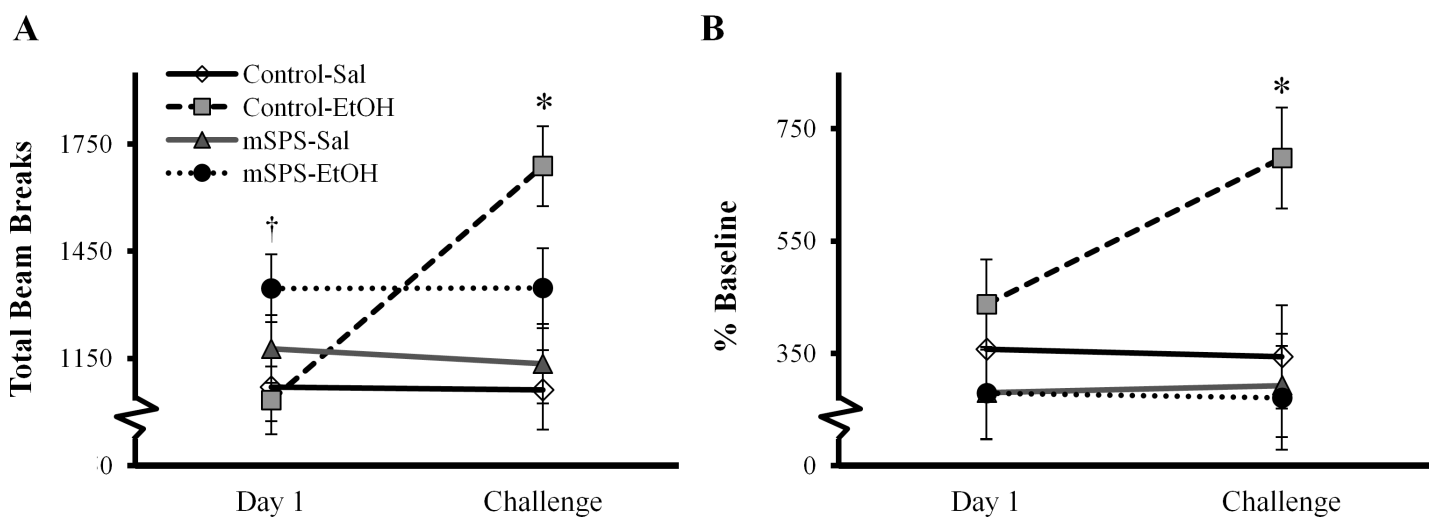 A
Control-Sal
Control-EtOH
mSPS-Sal
mSPS-EtOH
*
†
1750
1450
1150
0
Total Beam Breaks
Day 1
Challenge
B
*
750
550
350
0
% Baseline
Day 1
Challenge